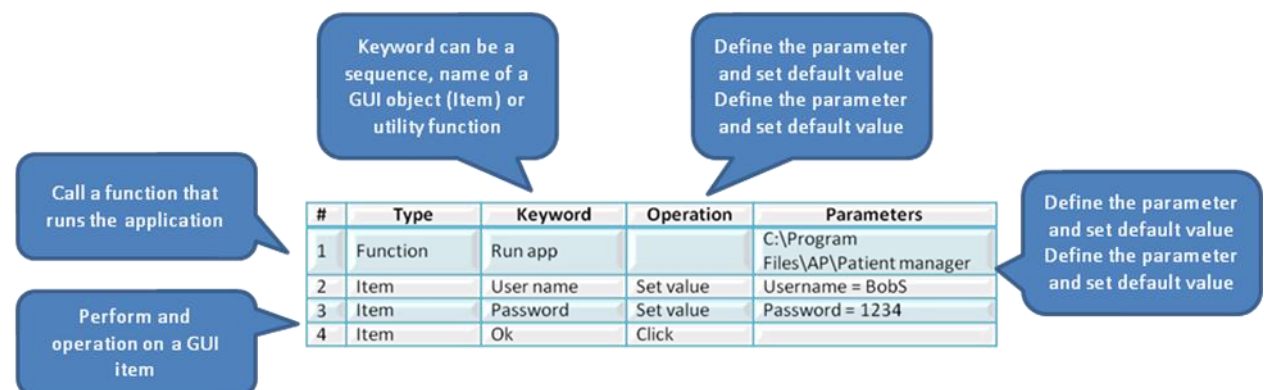 Keyword can be a
sequence, name of a
GUI object (Item) or
utility function
Define the parameter
and set default value
Define the parameter
and set default value
Call a function that
runs the application
Define the parameter
and set default value
Define the parameter
and set default value
Perform and
operation on a GUI
item
# Type Keyword Operation Parameters
1 Function Run app C:\Program
Files\AP\Patient manager
2 Item User name Set value Username = BobS
3 Item Password Set value Password = 1234
4 Item Ok Click